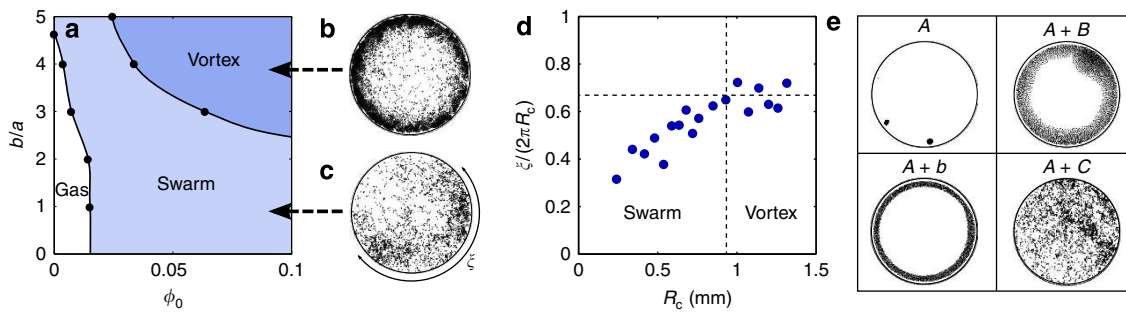 a
5
4
3
2
1
0
b/a
Vortex
Swarm
Gas
0
0.05
0.1
ϕ0
b
c
ξ
d
1
0.8
0.6
0.4
0.2
0
ξ/(2πRc)
Swarm
Vortex
0
0.5
1
1.5
Rc (mm)
e
A
A + B
A + b
A + C